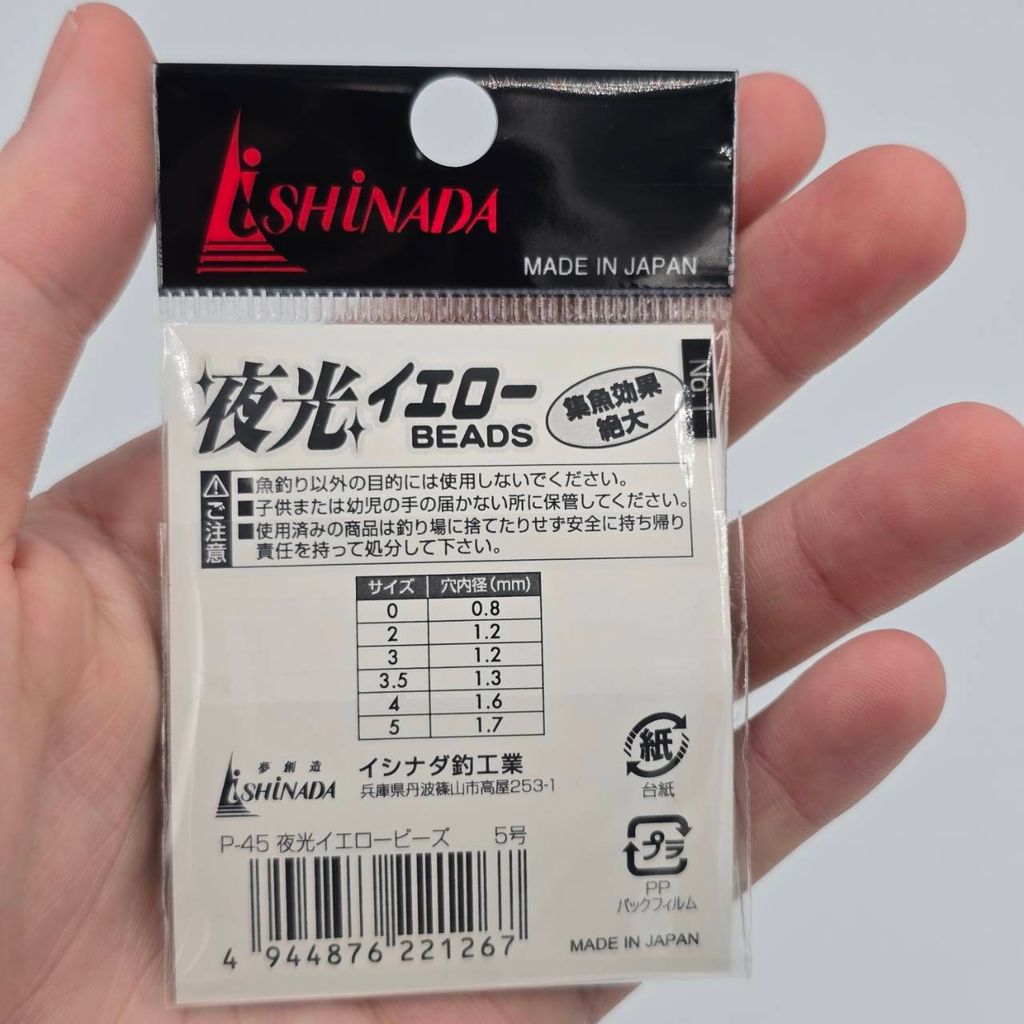 iSHiNADA
MADE IN JAPAN
夜光イエロー
BEADS
集魚効果
絶大
No.1
⚠ご注意
■魚釣り以外の目的には使用しないでください。
■子供または幼児の手の届かない所に保管してください。
■使用済みの商品は釣り場に捨てたりせず安全に持ち帰り
責任を持って処分して下さい。
サイズ 穴内径(mm)
0 0.8
2 1.2
3 1.2
3.5 1.3
4 1.6
5 1.7
夢創造
iSHiNADA
イシナダ釣工業
兵庫県丹波篠山市高屋253-1
紙
台紙
P-45 夜光イエロービーズ 5号
プラ
PP
パックフィルム
4 944876 221267
MADE IN JAPAN